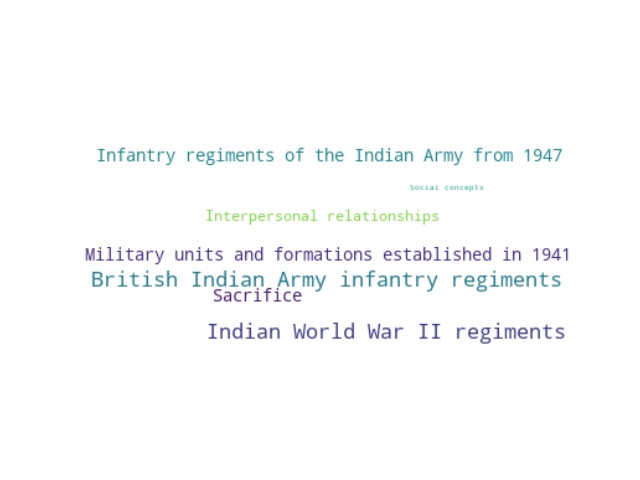 Infantry regiments of the Indian Army from 1947
Social concepts
Interpersonal relationships
Military units and formations established in 1941
British Indian Army infantry regiments
Sacrifice
Indian World War II regiments